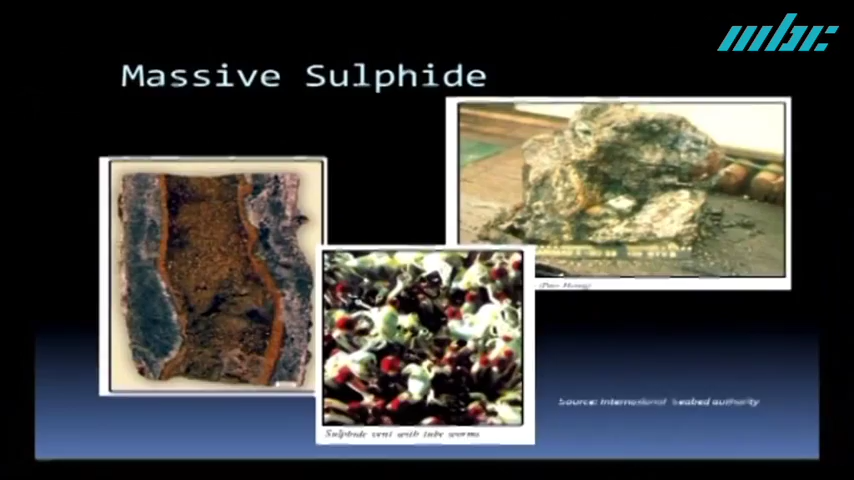 mbc
Massive Sulphide
Sulphide vent with tube worms
Source: International Seabed authority